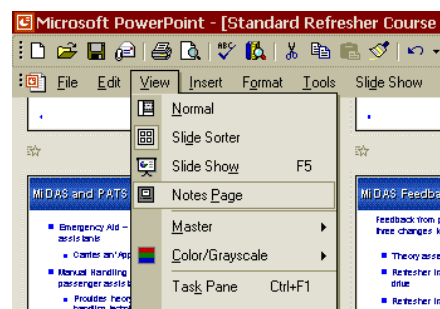 Microsoft PowerPoint - [Standard Refresher Course
File Edit View Insert Format Tools Slide Show
Normal
Slide Sorter
Slide Show F5
Notes Page
Master
Color/Grayscale
Task Pane Ctrl+F1
MiDAS and PATS
Emergency Aid –
assistants
Carries an 'App
Manual Handling
passenger assis
Provides theory
handling techn
MiDAS Feedba
Feedback from p
three changes
Theory asse
Refresher in
drive
Refresher in